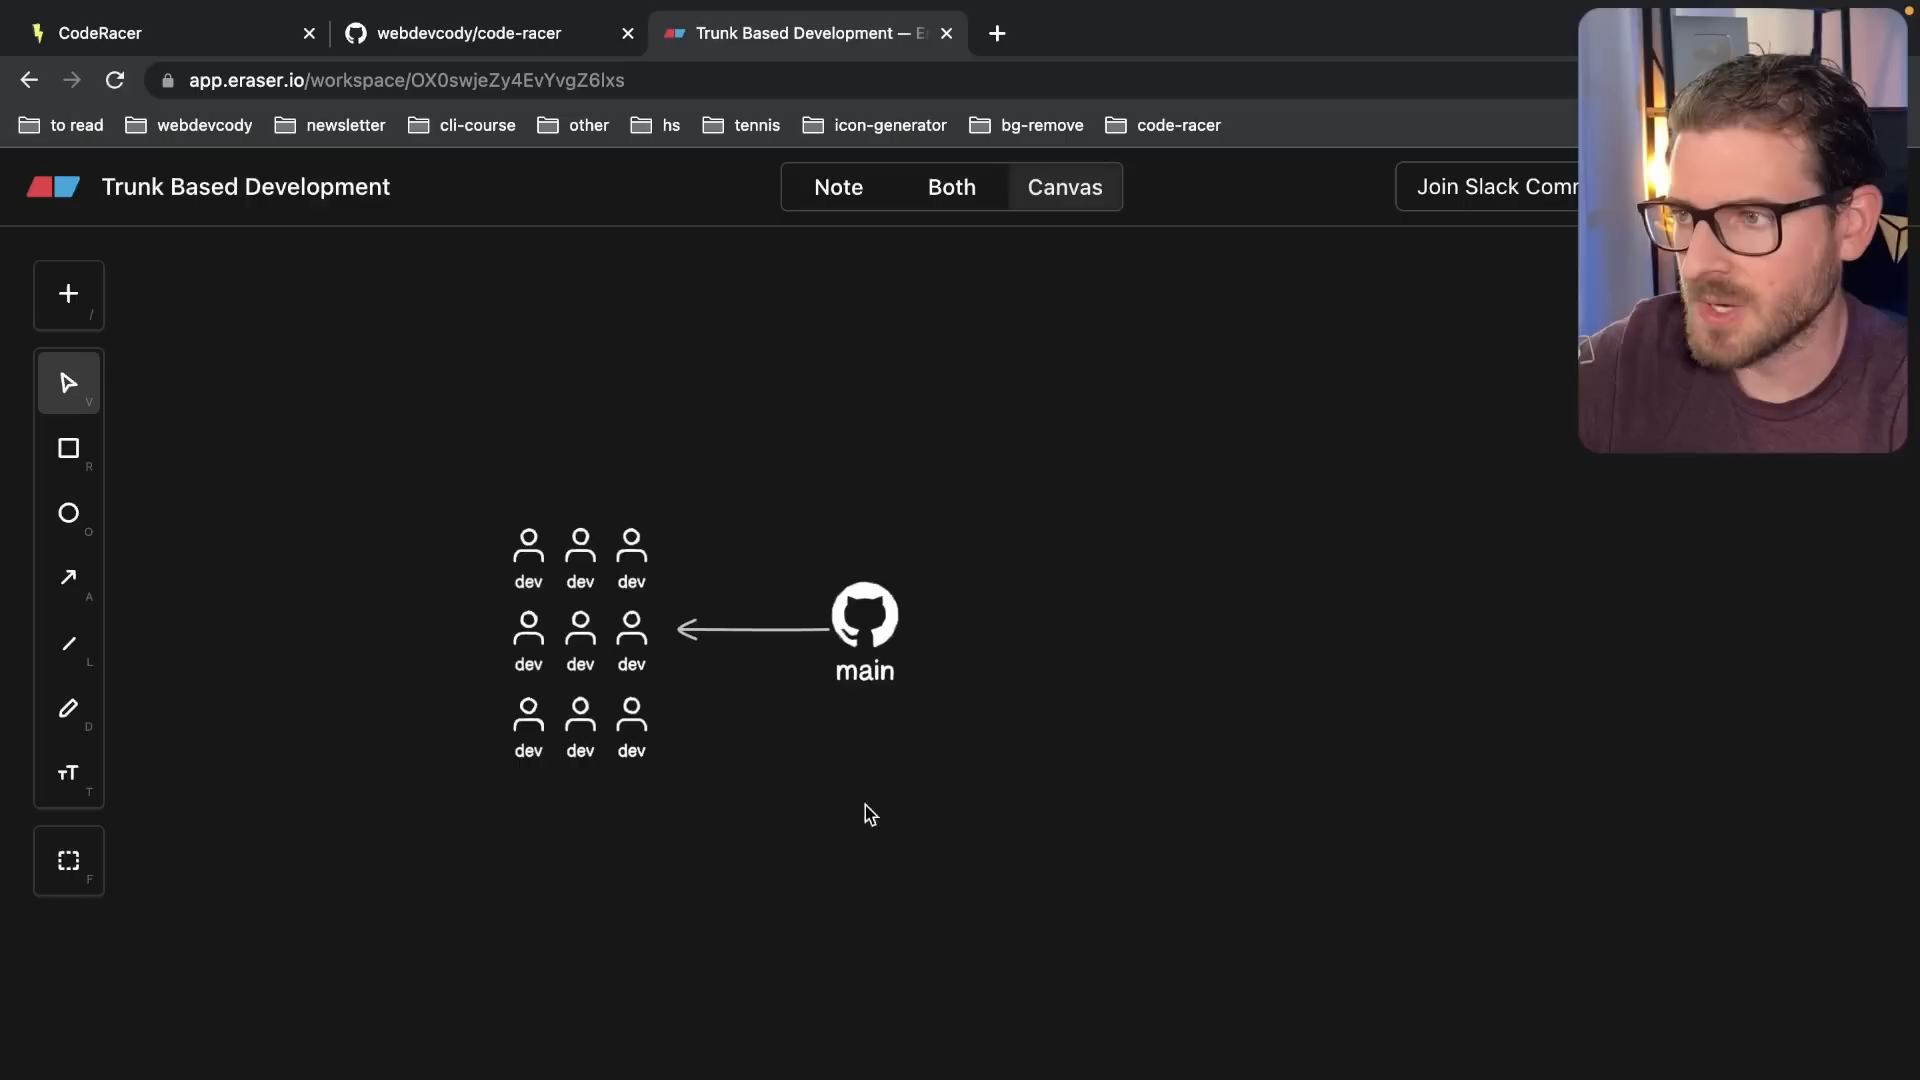 CodeRacer
webdevcody/code-racer
Trunk Based Development — E
app.eraser.io/workspace/OX0swjeZy4EvYvgZ6lxs
to read webdevcody newsletter cli-course other hs tennis icon-generator bg-remove code-racer
Trunk Based Development
Note Both Canvas
Join Slack Comm
/
V
R
O
A
L
D
T
F
dev dev dev
dev dev dev
dev dev dev
main